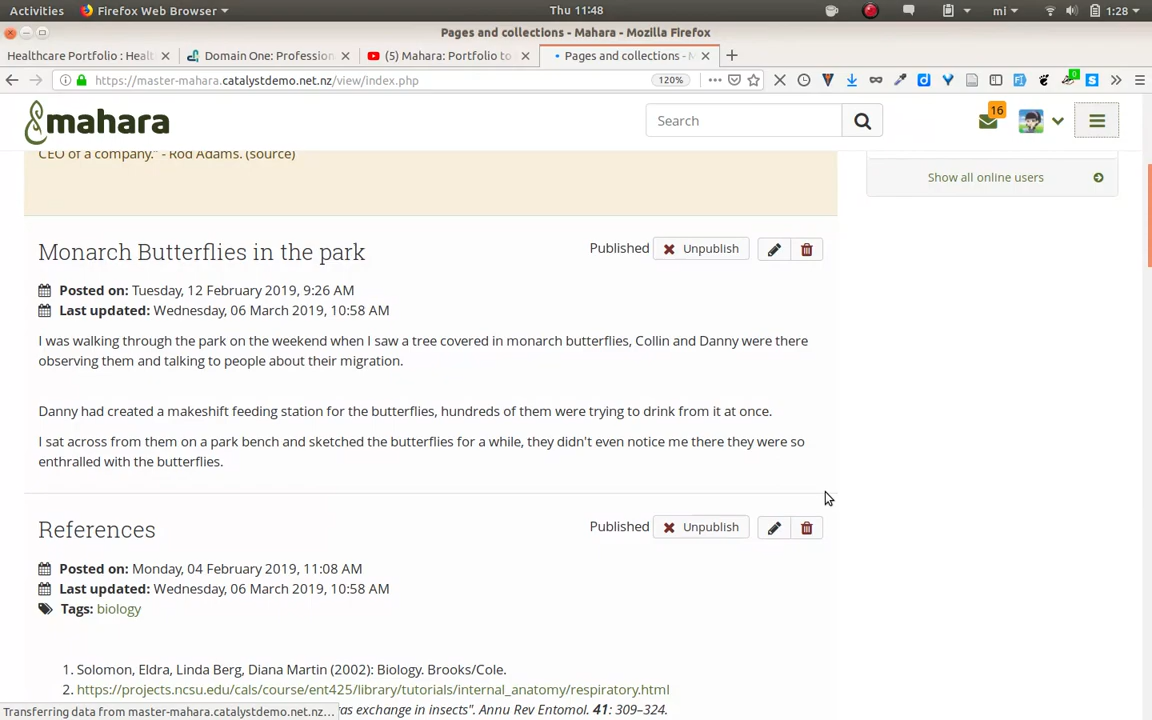 Activities Firefox Web Browser Thu 11:48 mi 1:28
Pages and collections - Mahara - Mozilla Firefox
Healthcare Portfolio : Healt Domain One: Profession (5) Mahara: Portfolio to Pages and collections - M
https://master-mahara.catalystdemo.net.nz/view/index.php 120% 0
mahara Search 16
CEO of a company." - Rod Adams. (source)
Show all online users
Monarch Butterflies in the park Published Unpublish
Posted on: Tuesday, 12 February 2019, 9:26 AM
Last updated: Wednesday, 06 March 2019, 10:58 AM
I was walking through the park on the weekend when I saw a tree covered in monarch butterflies, Collin and Danny were there
observing them and talking to people about their migration.
Danny had created a makeshift feeding station for the butterflies, hundreds of them were trying to drink from it at once.
I sat across from them on a park bench and sketched the butterflies for a while, they didn't even notice me there they were so
enthralled with the butterflies.
References Published Unpublish
Posted on: Monday, 04 February 2019, 11:08 AM
Last updated: Wednesday, 06 March 2019, 10:58 AM
Tags: biology
1. Solomon, Eldra, Linda Berg, Diana Martin (2002): Biology. Brooks/Cole.
2. https://projects.ncsu.edu/cals/course/ent425/library/tutorials/internal_anatomy/respiratory.html
as exchange in insects". Annu Rev Entomol. 41: 309–324.
Transferring data from master-mahara.catalystdemo.net.nz...